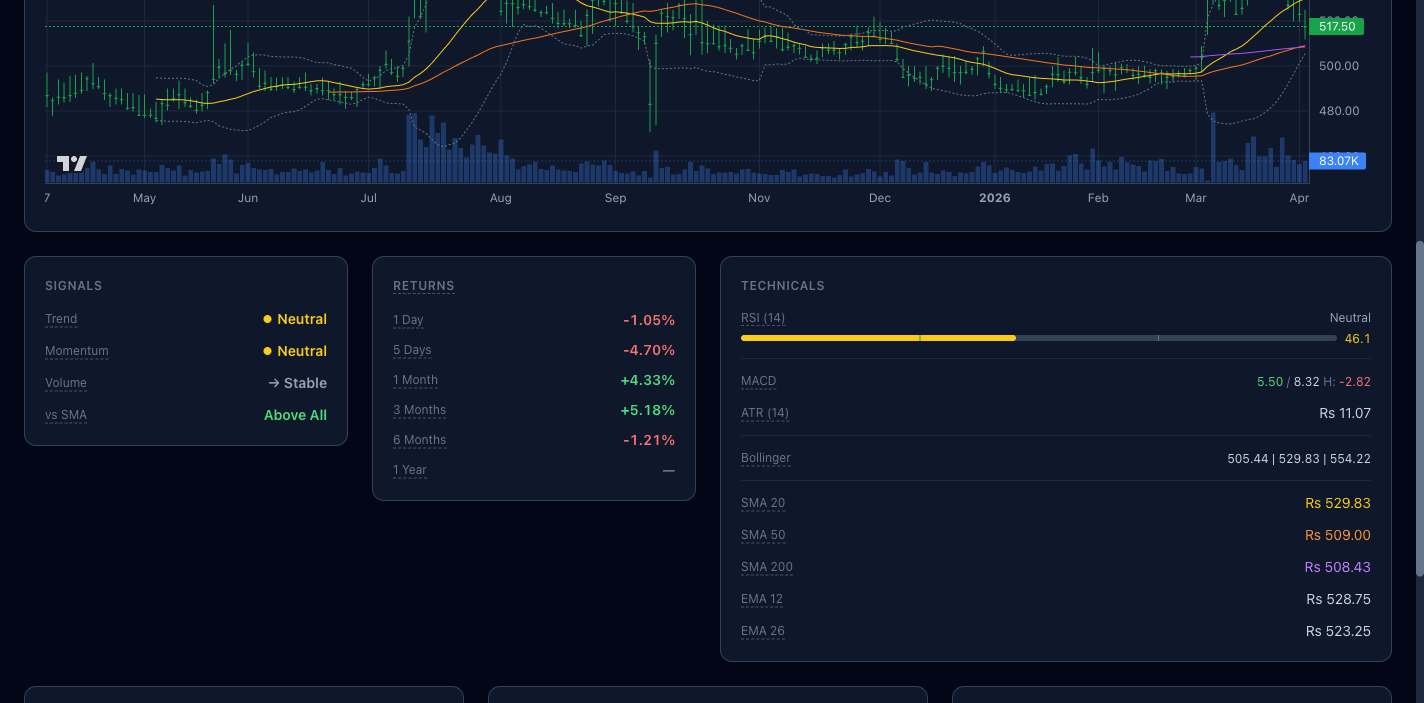 517.50
500.00
480.00
83.07K
7 May Jun Jul Aug Sep Nov Dec 2026 Feb Mar Apr
SIGNALS
Trend Neutral
Momentum Neutral
Volume → Stable
vs SMA Above All
RETURNS
1 Day -1.05%
5 Days -4.70%
1 Month +4.33%
3 Months +5.18%
6 Months -1.21%
1 Year —
TECHNICALS
RSI (14) Neutral
46.1
MACD 5.50 / 8.32 H: -2.82
ATR (14) Rs 11.07
Bollinger 505.44 | 529.83 | 554.22
SMA 20 Rs 529.83
SMA 50 Rs 509.00
SMA 200 Rs 508.43
EMA 12 Rs 528.75
EMA 26 Rs 523.25